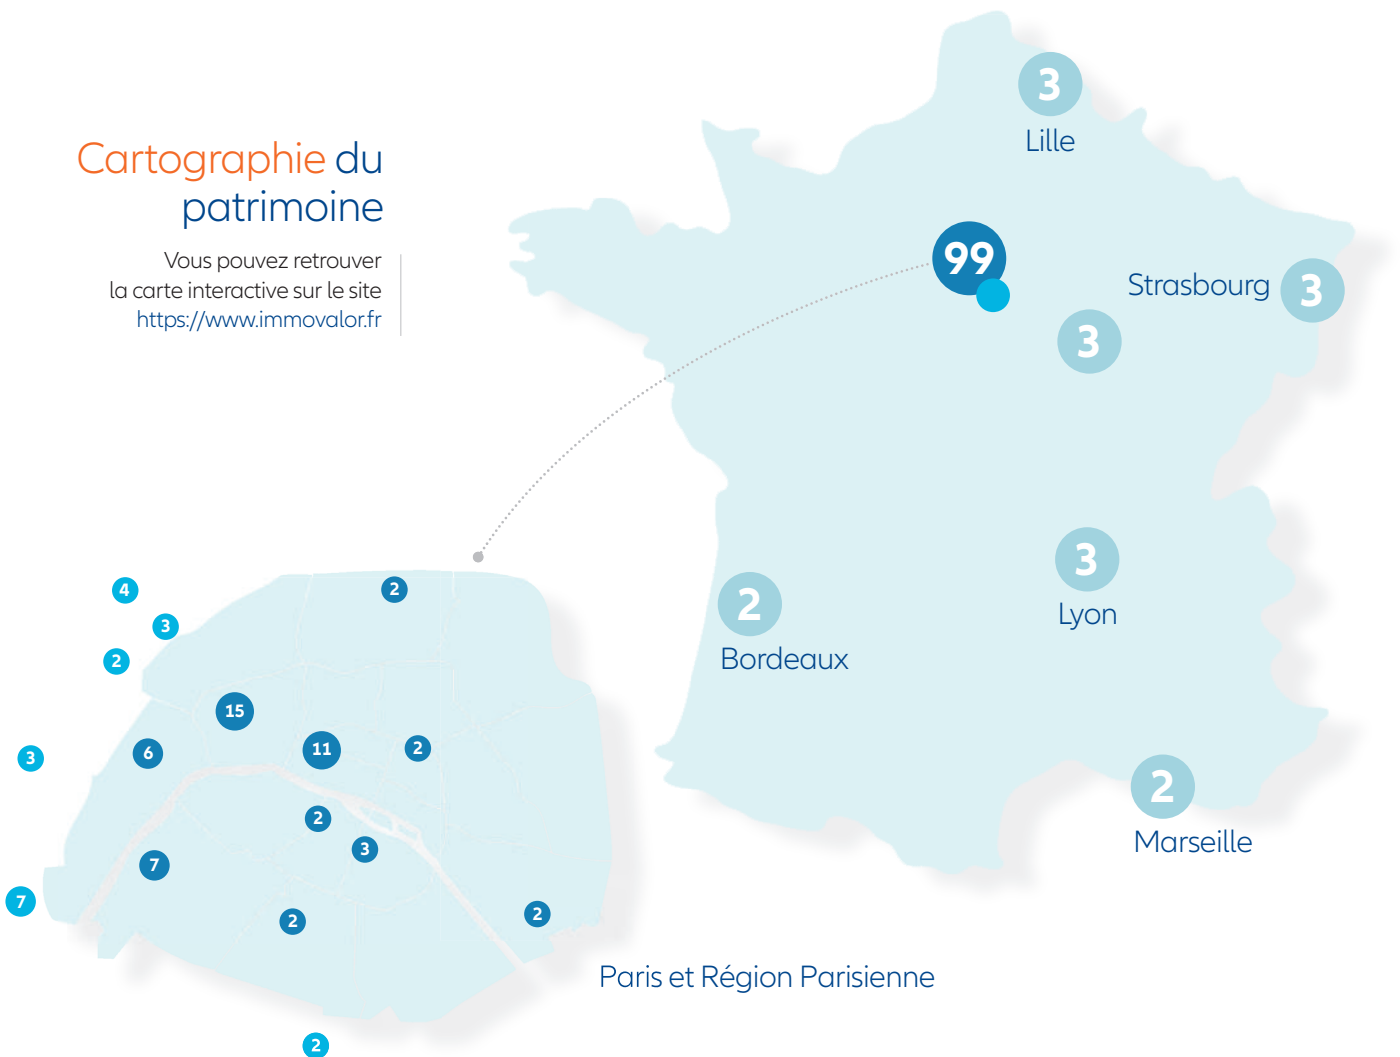 Cartographie du
patrimoine
Vous pouvez retrouver
la carte interactive sur le site
https://www.immovalor.fr
3
Lille
99
Strasbourg
3
3
3
Lyon
2
Bordeaux
2
Marseille
4
2
3
2
15
6
11
2
3
2
3
7
7
2
2
Paris et Région Parisienne
2